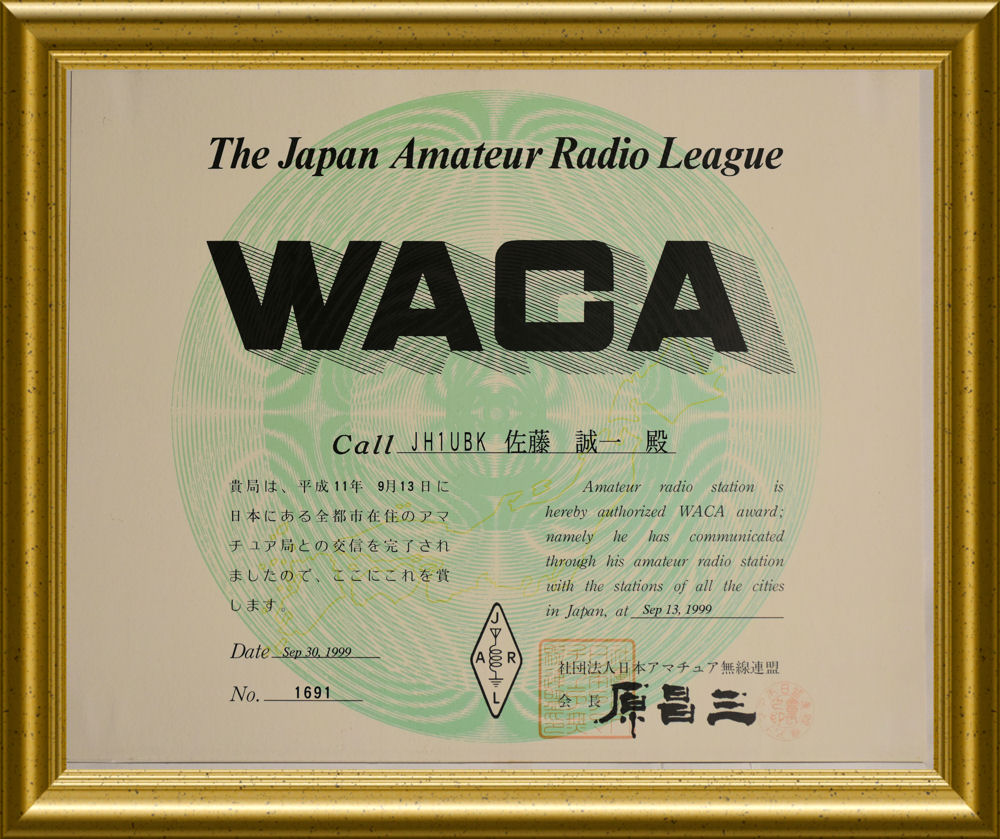 The Japan Amateur Radio League
WACA
Call JH1UBK 佐藤 誠一 殿
貴局は、平成11年 9月13日に
日本にある全都市在住のアマ
チュア局との交信を完了され
ましたので、ここにこれを賞
します。
Amateur radio station is
hereby authorized WACA award;
namely he has communicated
through his amateur radio station
with the stations of all the cities
in Japan, at Sep 13, 1999
Date Sep 30, 1999
No. 1691
J
A R
L
社団法人日本アマチュア無線連盟
会長 原昌三